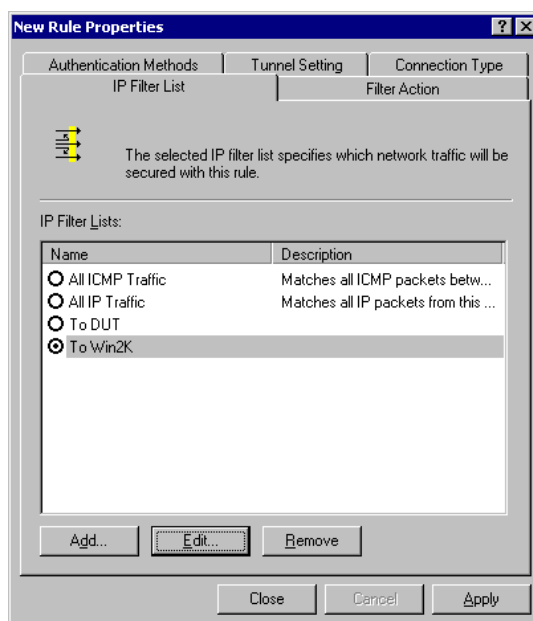 New Rule Properties
Authentication Methods Tunnel Setting Connection Type
IP Filter List Filter Action
The selected IP filter list specifies which network traffic will be
secured with this rule.
IP Filter Lists:
Name Description
All ICMP Traffic Matches all ICMP packets betw...
All IP Traffic Matches all IP packets from this ...
To DUT
To Win2K
Add... Edit... Remove
Close Cancel Apply